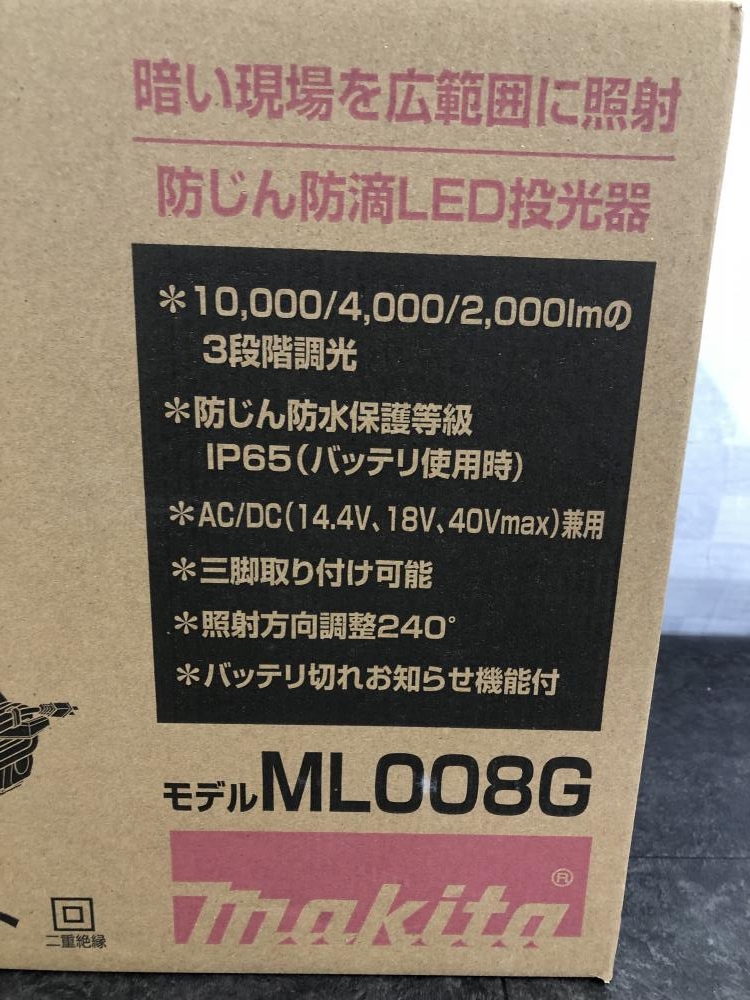 暗い現場を広範囲に照射
防じん防滴LED投光器
＊10,000/4,000/2,000lmの
3段階調光
＊防じん防水保護等級
IP65(バッテリ使用時)
＊AC/DC(14.4V、18V、40Vmax)兼用
＊三脚取り付け可能
＊照射方向調整240°
＊バッテリ切れお知らせ機能付
モデルML008G
makita®
二重絶縁